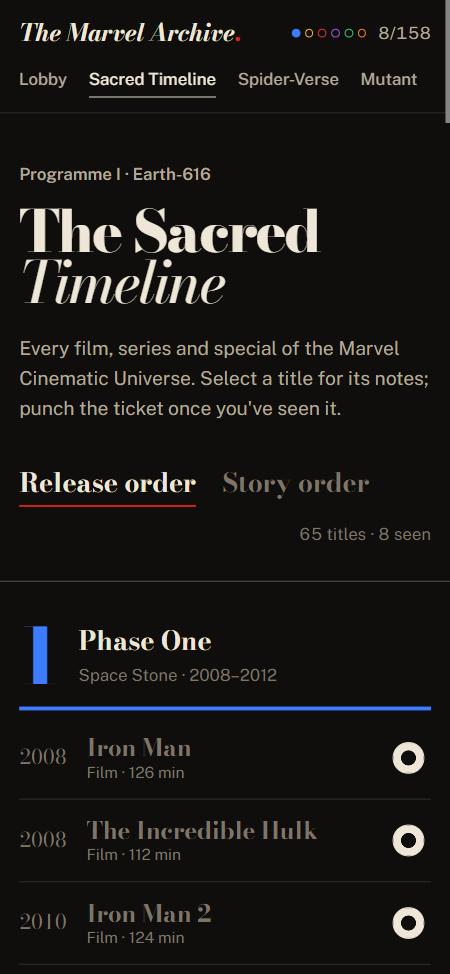 The Marvel Archive.
8/158
Lobby Sacred Timeline Spider-Verse Mutant
Programme I · Earth-616
The Sacred
Timeline
Every film, series and special of the Marvel
Cinematic Universe. Select a title for its notes;
punch the ticket once you've seen it.
Release order Story order
65 titles · 8 seen
I
Phase One
Space Stone · 2008–2012
2008
Iron Man
Film · 126 min
2008
The Incredible Hulk
Film · 112 min
2010
Iron Man 2
Film · 124 min